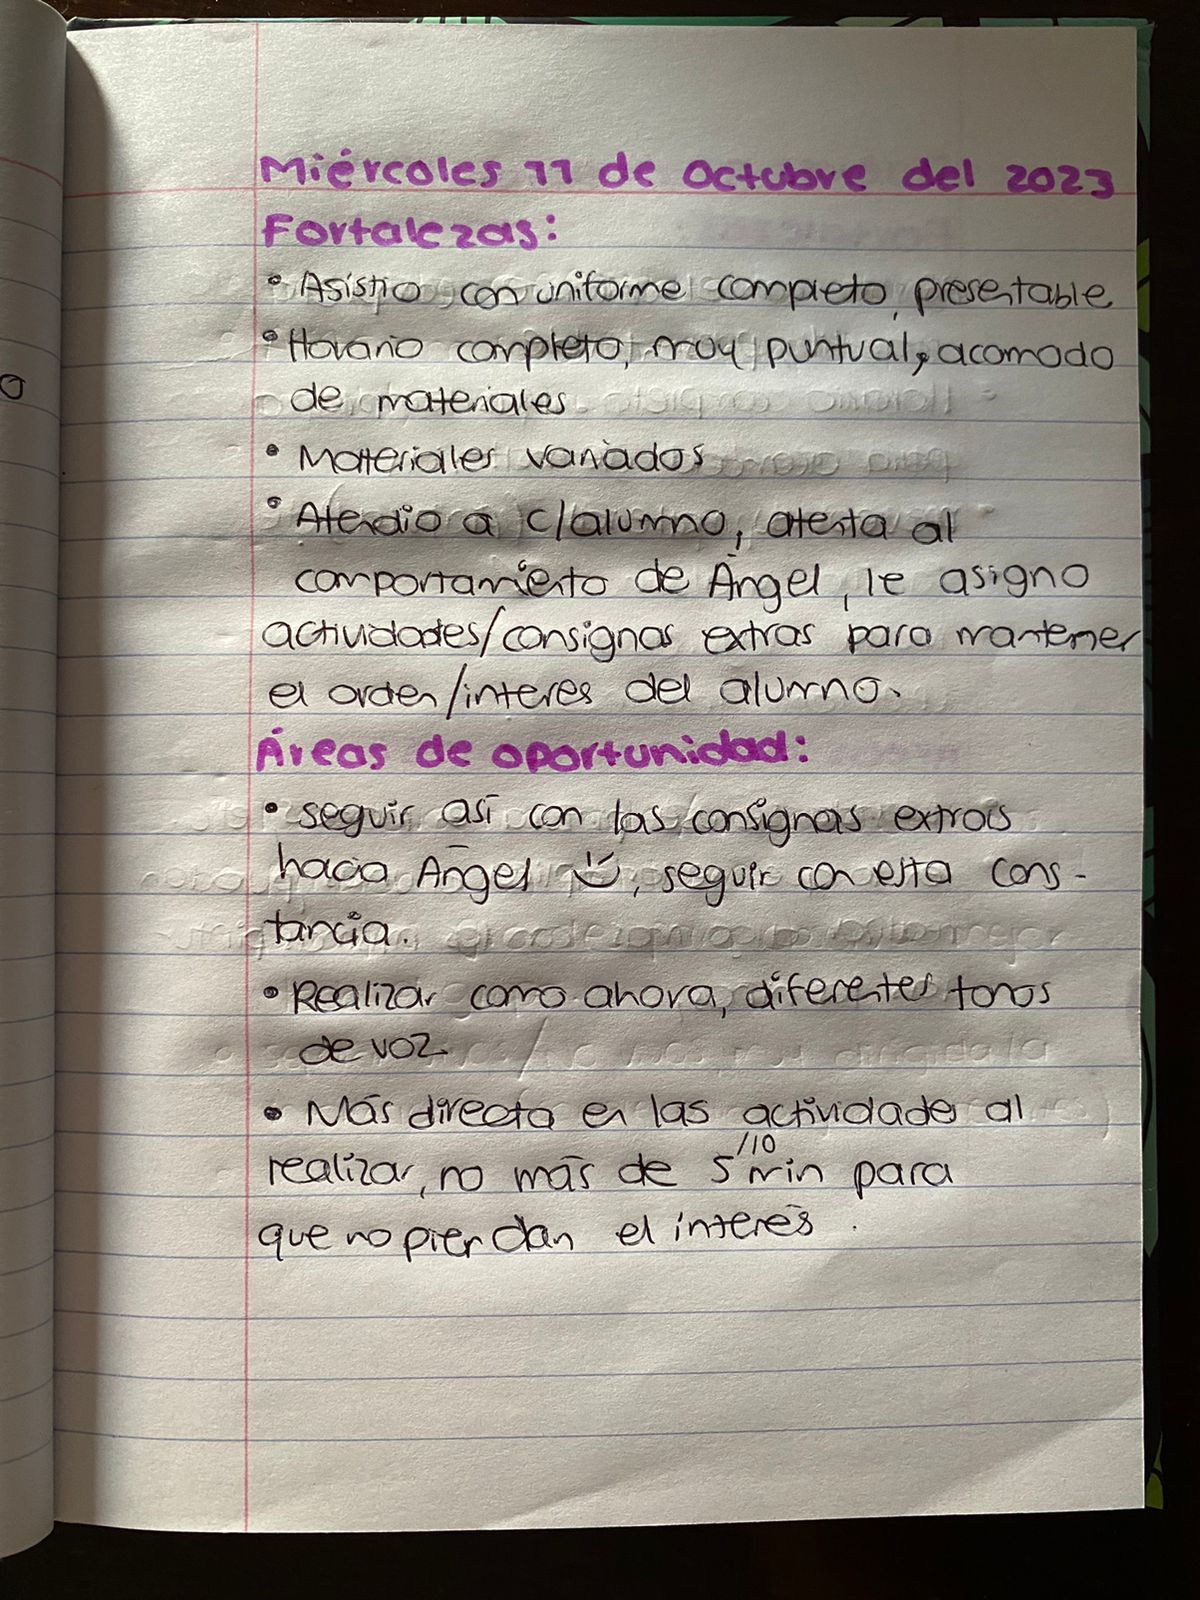 Miércoles 11 de Octubre del 2023
Fortalezas:
• Asistio con uniforme completo, presentable
• Horario completo, muy puntual, acomodo
de materiales
• Materiales variados
• Atendio a c/alumno, atenta al
comportamiento de Ángel, le asigno
actividades/consignas extras para mantener
el orden/interes del alumno.
Áreas de oportunidad:
• seguir así con las consignas extras
hacia Ángel, seguir con esta cons-
tancia.
• Realizar como ahora, diferentes tonos
de voz
• Más directa en las actividades al
realizar, no más de 5/10 min para
que no pierdan el interés.
o